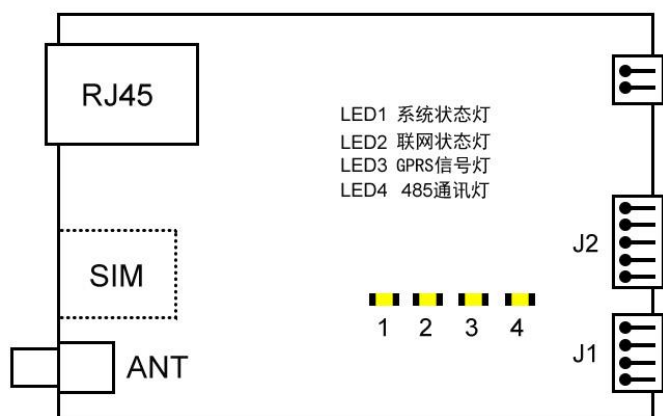 RJ45
LED1 系统状态灯
LED2 联网状态灯
LED3 GPRS信号灯
LED4 485通讯灯
J2
SIM
1 2 3 4
J1
ANT